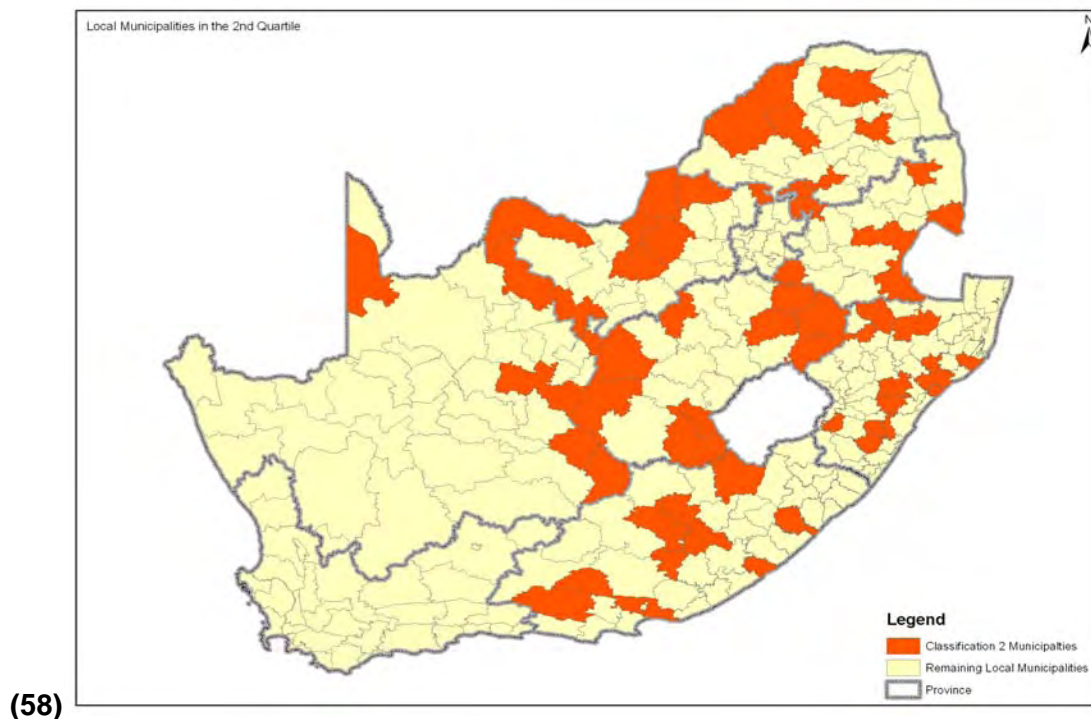 Local Municipalities in the 2nd Quartile
N
Legend
Classification 2 Municipalties
Remaining Local Municipalities
Province
(58)